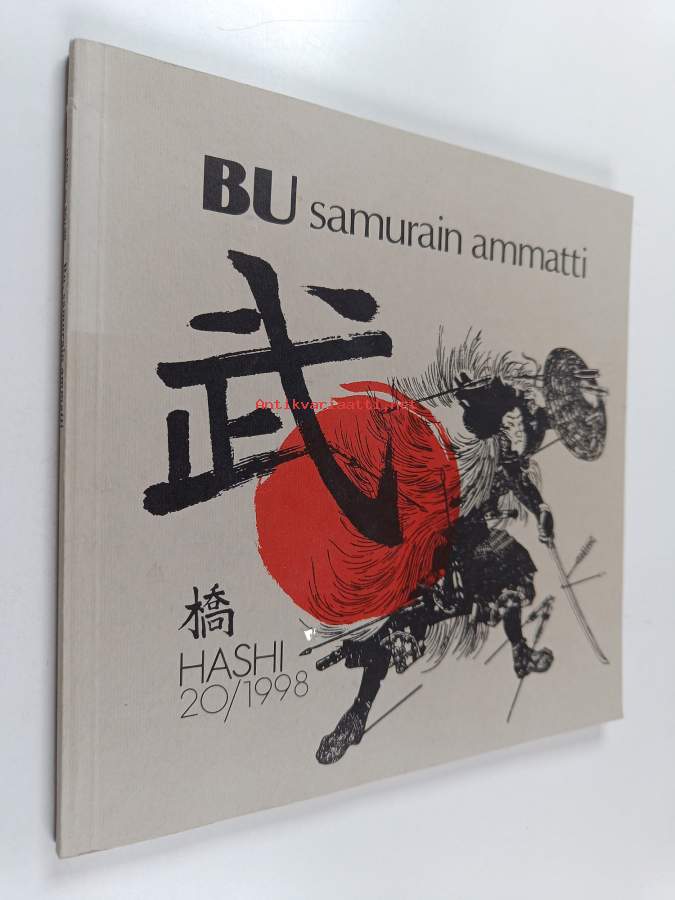 BU samurain ammatti
武
Antikvariaatti.net
橋
HASHI
20/1998